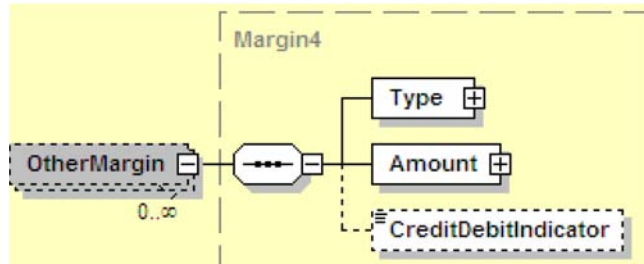 Margin4
Type
OtherMargin
Amount
0..∞
CreditDebitIndicator